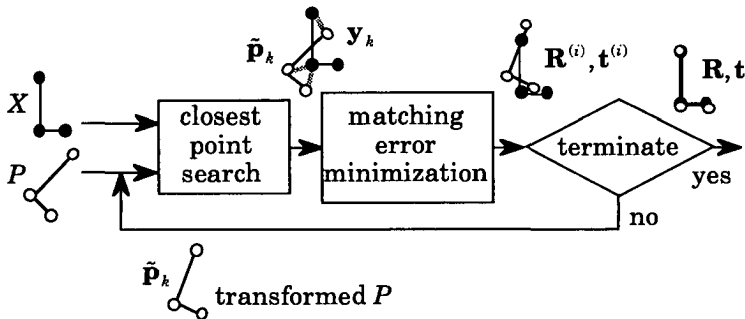 p̃ₖ
yₖ
R⁽ⁱ⁾, t⁽ⁱ⁾
R, t
X
P
closest
point
search
matching
error
minimization
terminate
yes
no
p̃ₖ
transformed P